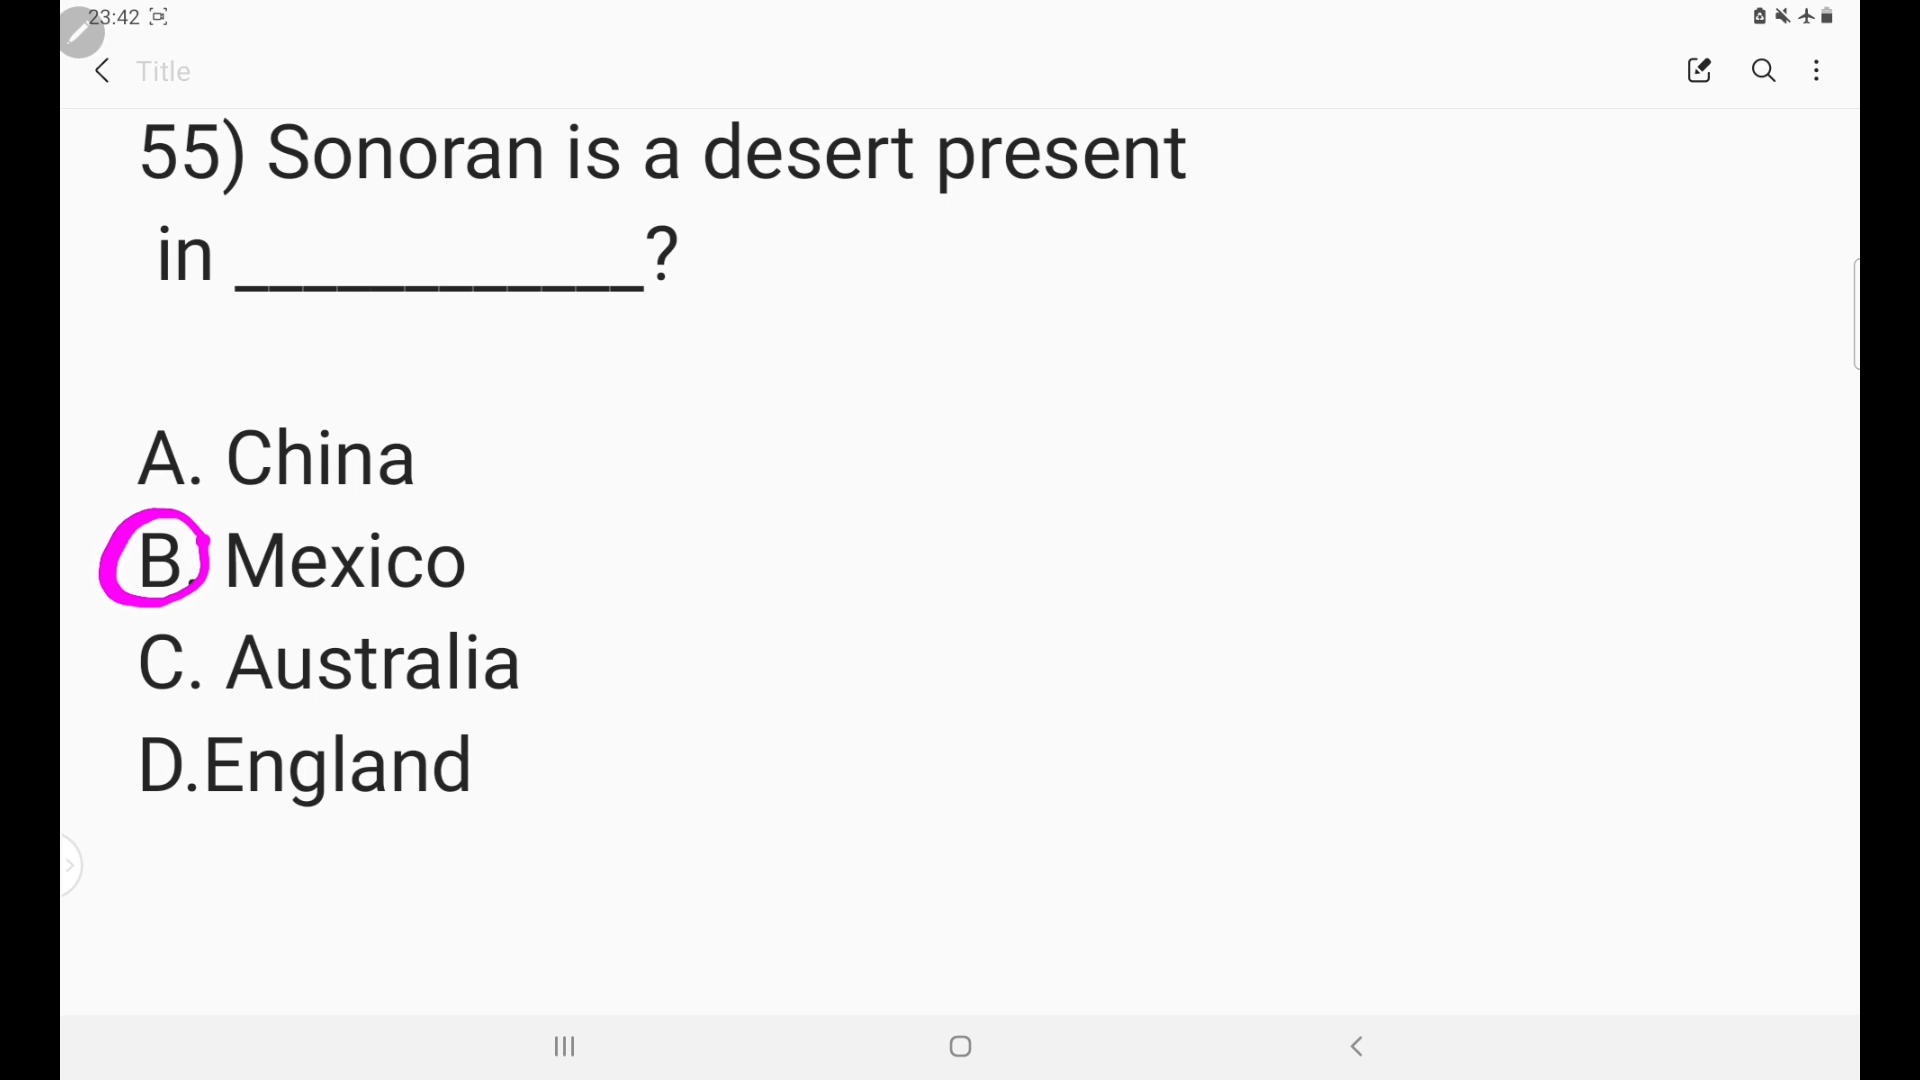 23:42
Title
55) Sonoran is a desert present
in ____________?
A. China
B. Mexico
C. Australia
D.England